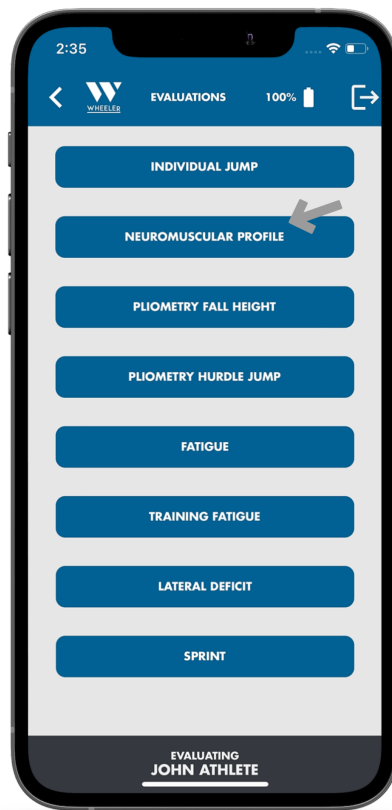 2:35
WHEELER
EVALUATIONS
100%
INDIVIDUAL JUMP
NEUROMUSCULAR PROFILE
PLIOMETRY FALL HEIGHT
PLIOMETRY HURDLE JUMP
FATIGUE
TRAINING FATIGUE
LATERAL DEFICIT
SPRINT
EVALUATING
JOHN ATHLETE